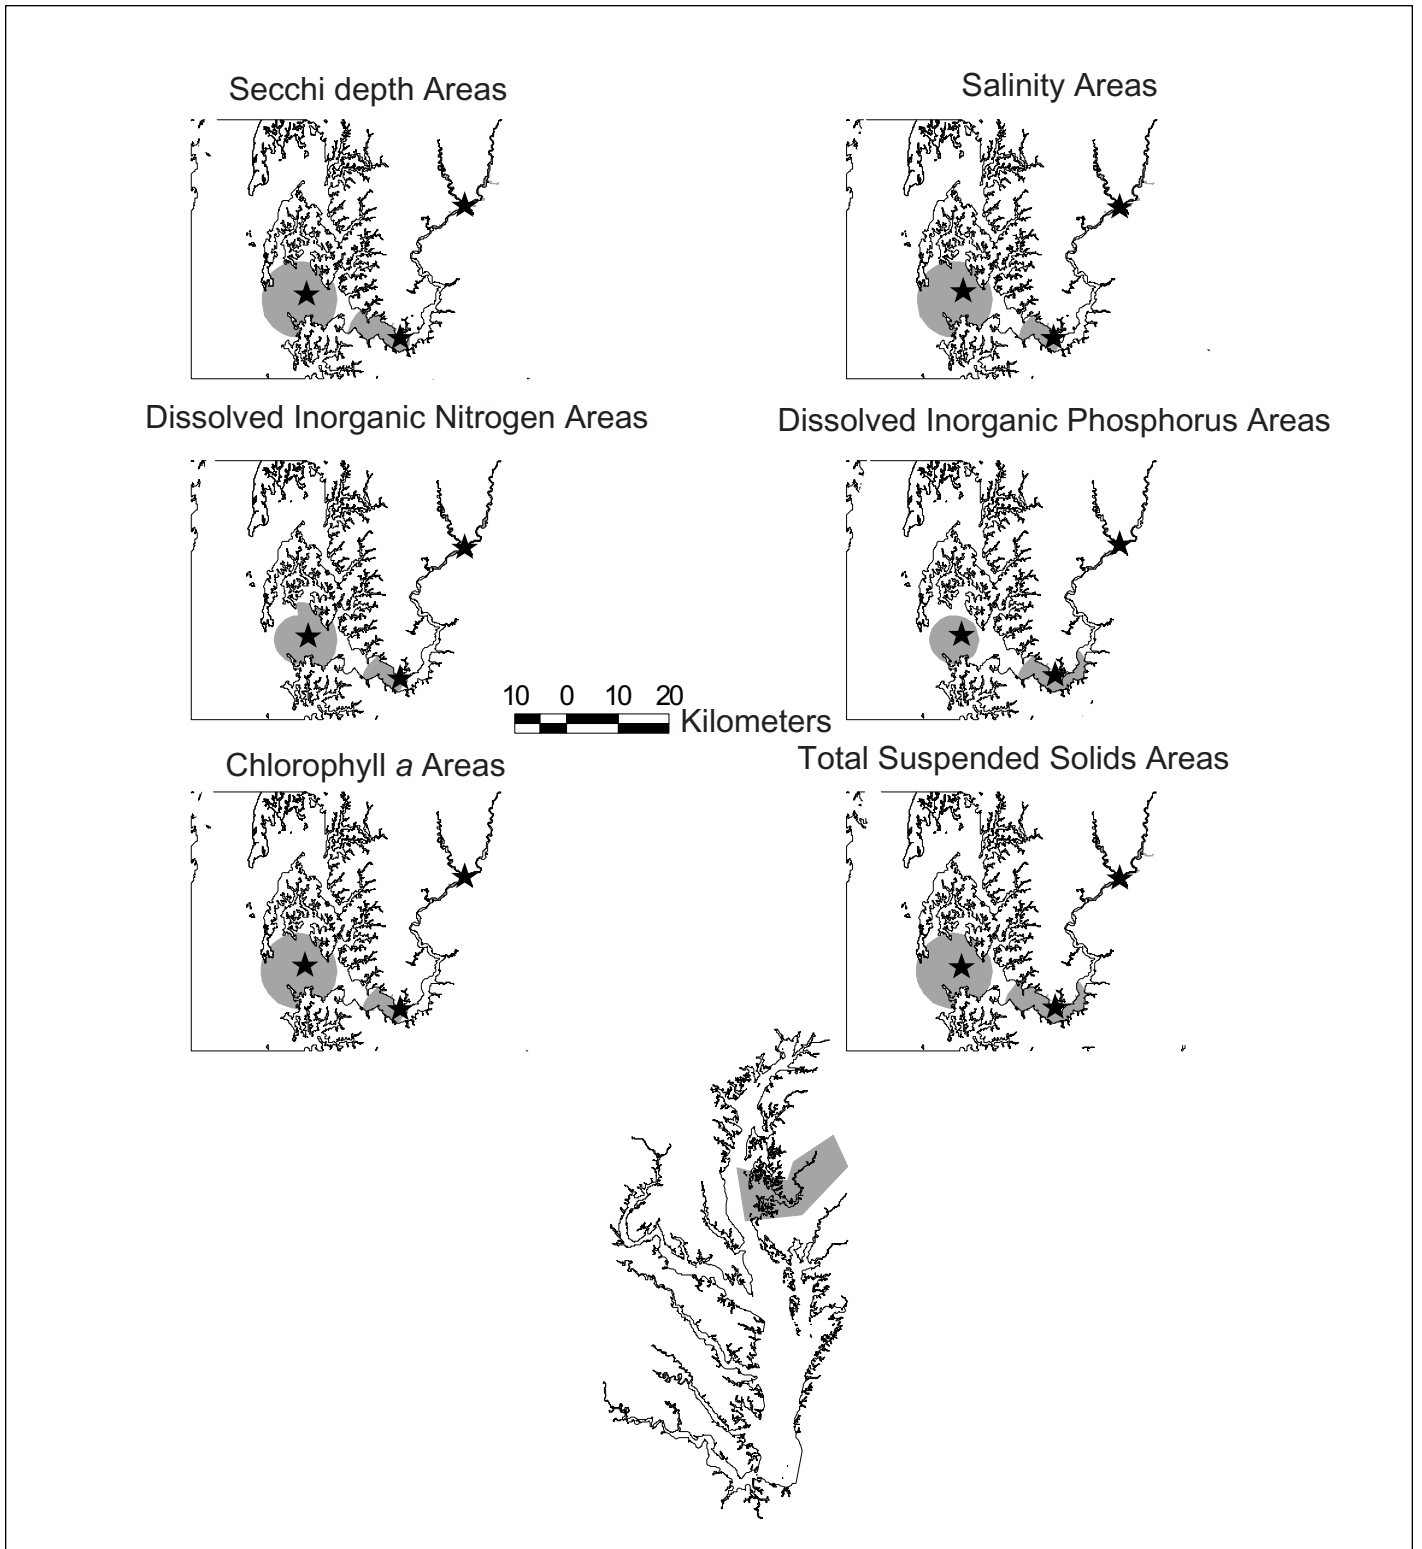 Secchi depth Areas
Salinity Areas
Dissolved Inorganic Nitrogen Areas
Dissolved Inorganic Phosphorus Areas
10 0 10 20
Kilometers
Chlorophyll a Areas
Total Suspended Solids Areas